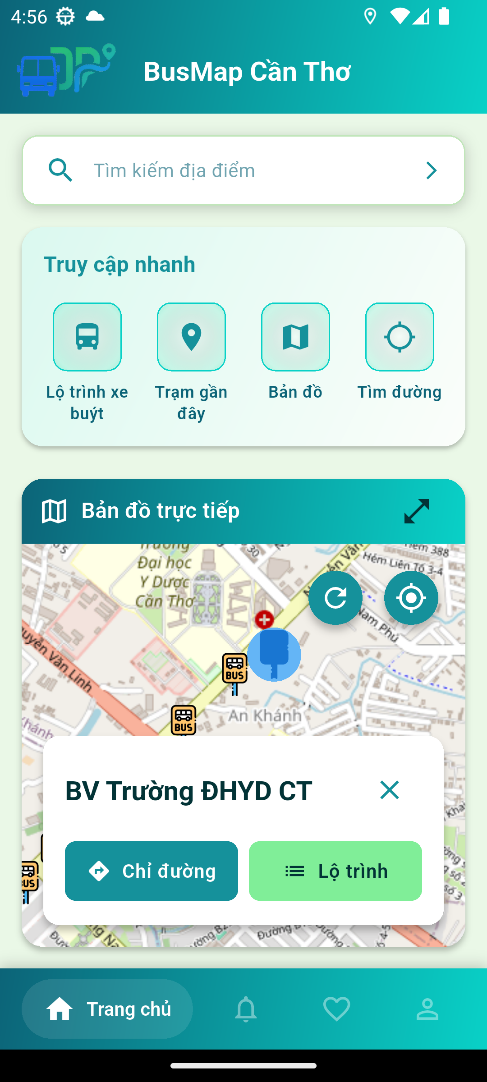 4:56
BusMap Cần Thơ
Tìm kiếm địa điểm
Truy cập nhanh
Lộ trình xe
buýt
Trạm gần
đây
Bản đồ
Tìm đường
Bản đồ trực tiếp
Trường
Đại học
Y Dược
Cần Thơ
Nguyễn Văn
Hẻm 388
Hẻm Liên Tổ 3-4
Nam Phú
Nguyễn Văn Linh
BUS
BUS
An Khánh
BV Trường ĐHYD CT
Chỉ đường
Lộ trình
Trang chủ